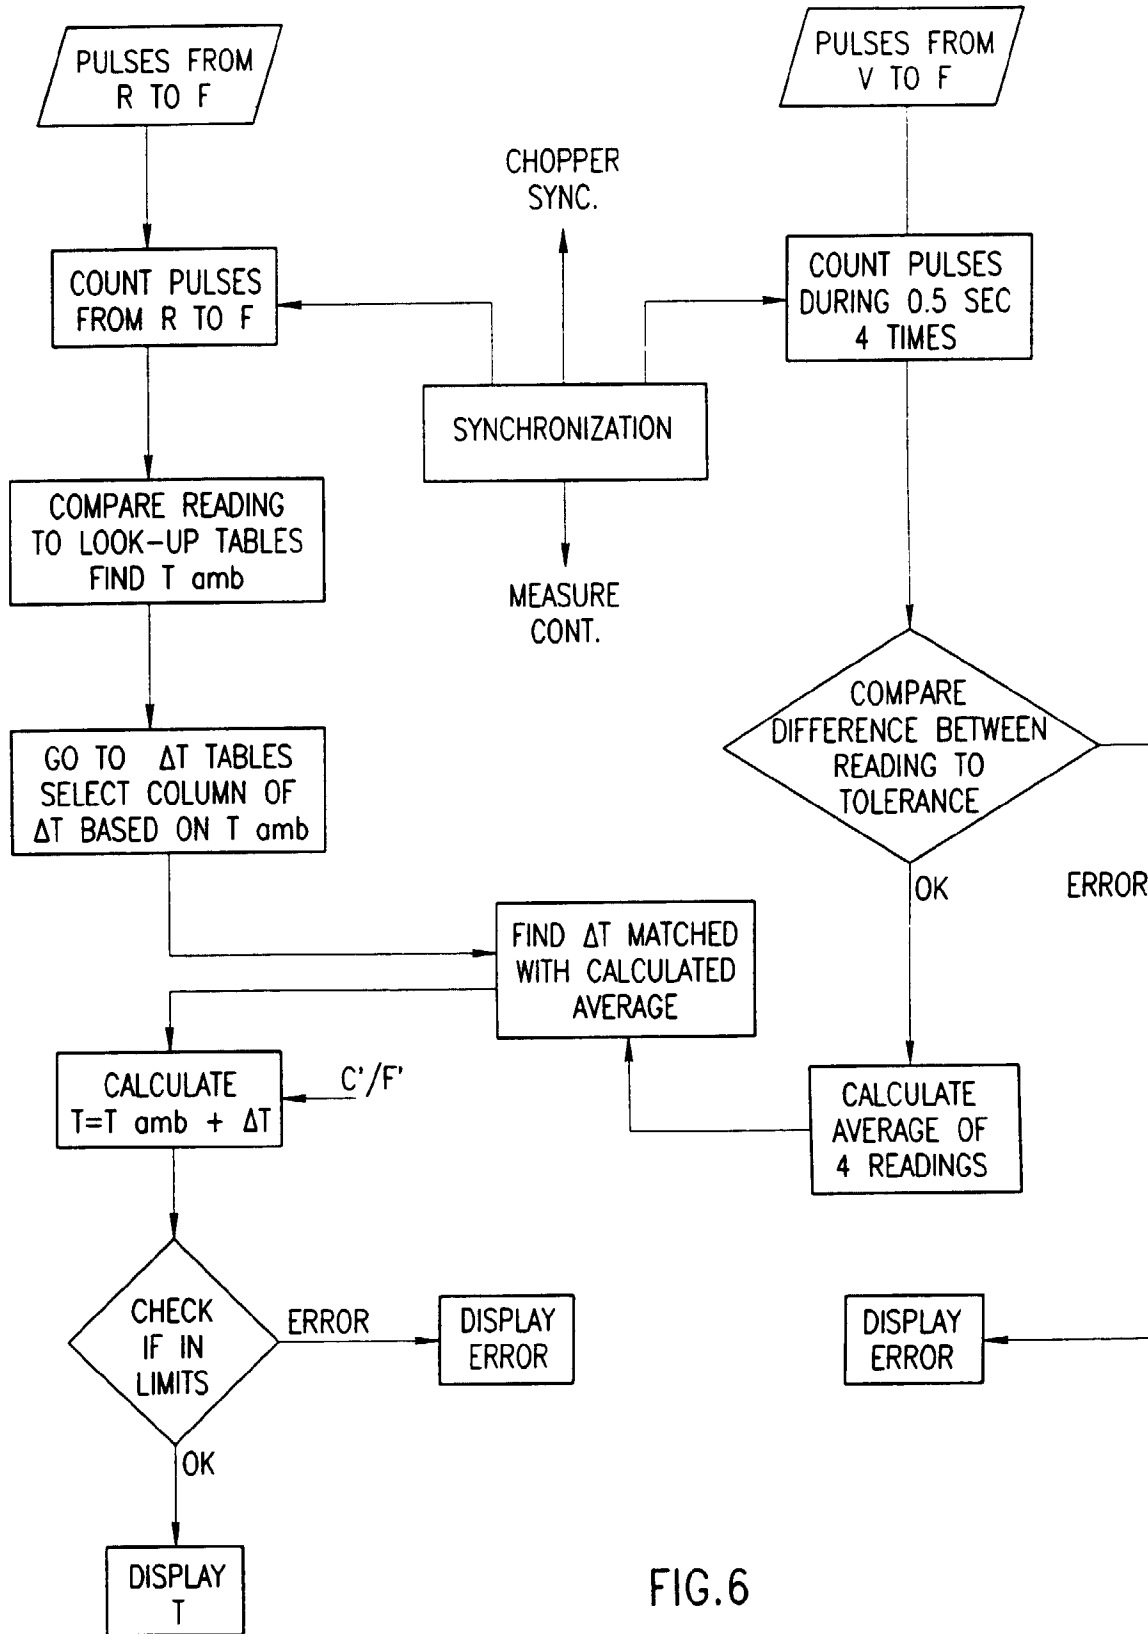 PULSES FROM
R TO F
PULSES FROM
V TO F
CHOPPER
SYNC.
COUNT PULSES
FROM R TO F
COUNT PULSES
DURING 0.5 SEC
4 TIMES
SYNCHRONIZATION
COMPARE READING
TO LOOK-UP TABLES
FIND T amb
MEASURE
CONT.
COMPARE
DIFFERENCE BETWEEN
READING TO
TOLERANCE
GO TO ΔT TABLES
SELECT COLUMN OF
ΔT BASED ON T amb
OK
ERROR
FIND ΔT MATCHED
WITH CALCULATED
AVERAGE
CALCULATE
T=T amb + ΔT
C'/F'
CALCULATE
AVERAGE OF
4 READINGS
CHECK
IF IN
LIMITS
ERROR
DISPLAY
ERROR
DISPLAY
ERROR
OK
DISPLAY
T
FIG.6